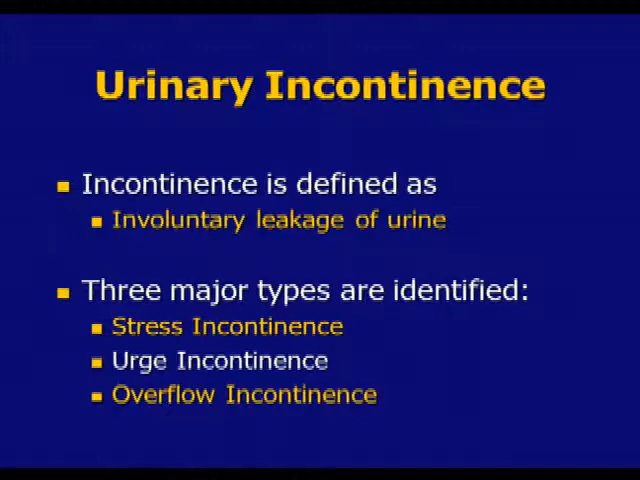 Urinary Incontinence
Incontinence is defined as
Involuntary leakage of urine
Three major types are identified:
Stress Incontinence
Urge Incontinence
Overflow Incontinence